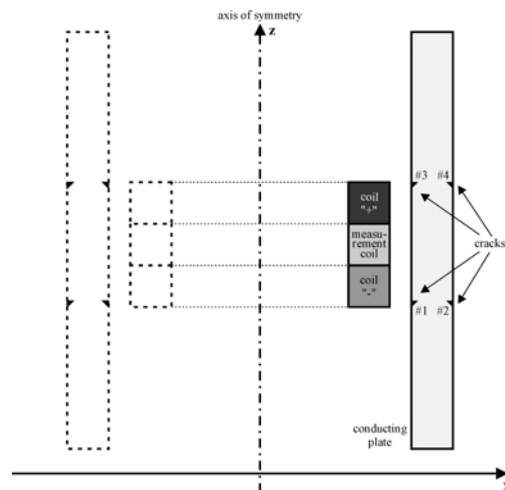 axis of symmetry
z
#3 #4
coil
"+"
measu-
rement
coil
cracks
coil
"-"
#1 #2
conducting
plate